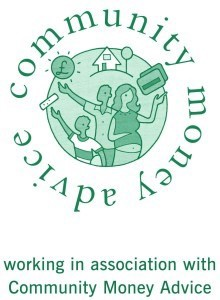 community money advice
£
working in association with
Community Money Advice